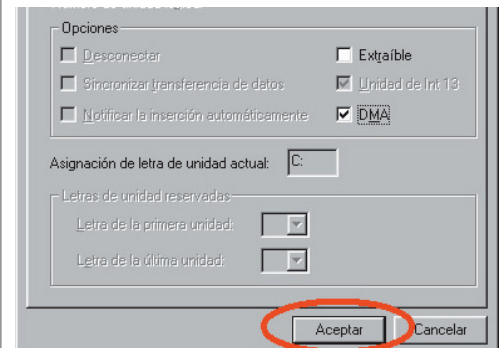 Opciones
Desconectar
Extraíble
Sincronizar transferencia de datos
Unidad de Int 13
Notificar la inserción automáticamente
DMA
Asignación de letra de unidad actual: C:
Letras de unidad reservadas
Letra de la primera unidad:
Letra de la última unidad:
Aceptar
Cancelar